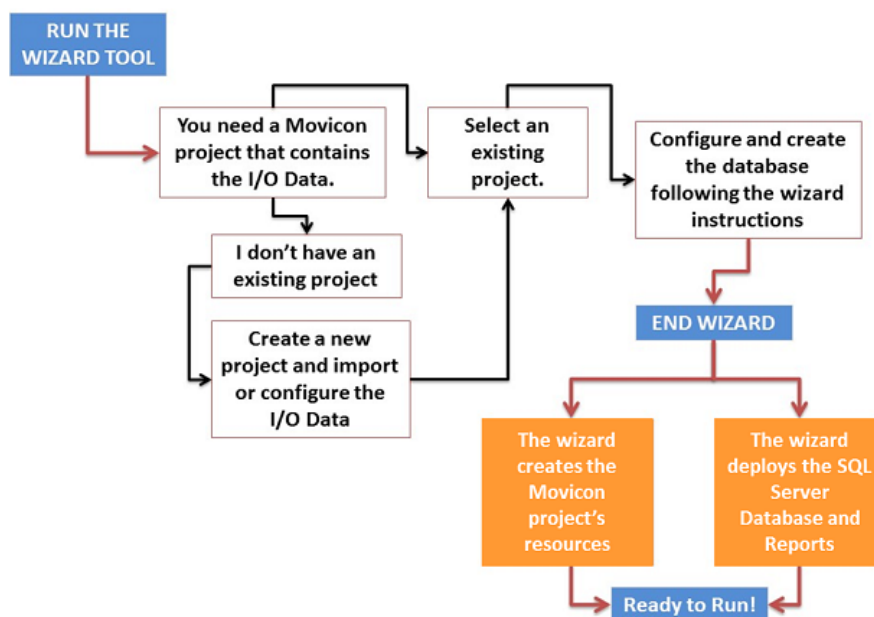 RUN THE
WIZARD TOOL
You need a Movicon
project that contains
the I/O Data.
Select an
existing
project.
Configure and create
the database
following the wizard
instructions
I don’t have an
existing project
Create a new
project and import
or configure the
I/O Data
END WIZARD
The wizard
creates the
Movicon
project’s
resources
The wizard
deploys the SQL
Server
Database and
Reports
Ready to Run!